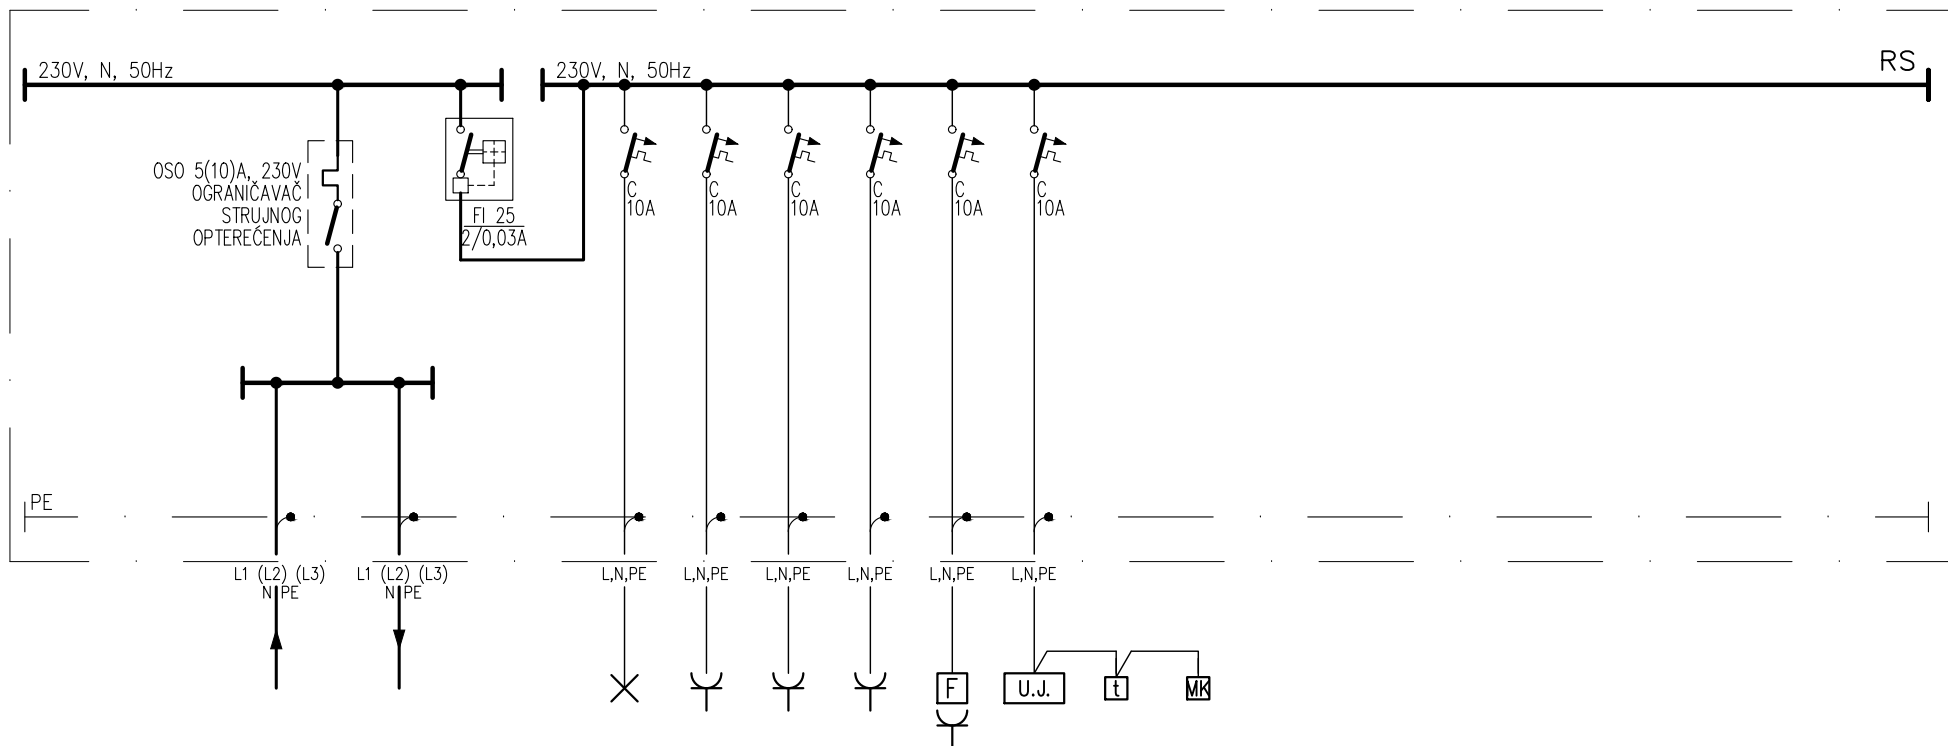 230V, N, 50Hz
230V, N, 50Hz
RS
OSO 5(10)A, 230V
OGRANIČAVAČ
STRUJNOG
OPTEREĆENJA
FI 25
2/0,03A
C
10A
C
10A
C
10A
C
10A
C
10A
C
10A
PE
L1 (L2) (L3)
N PE
L1 (L2) (L3)
N PE
L,N,PE
L,N,PE
L,N,PE
L,N,PE
L,N,PE
L,N,PE
F
U.J.
t
MK